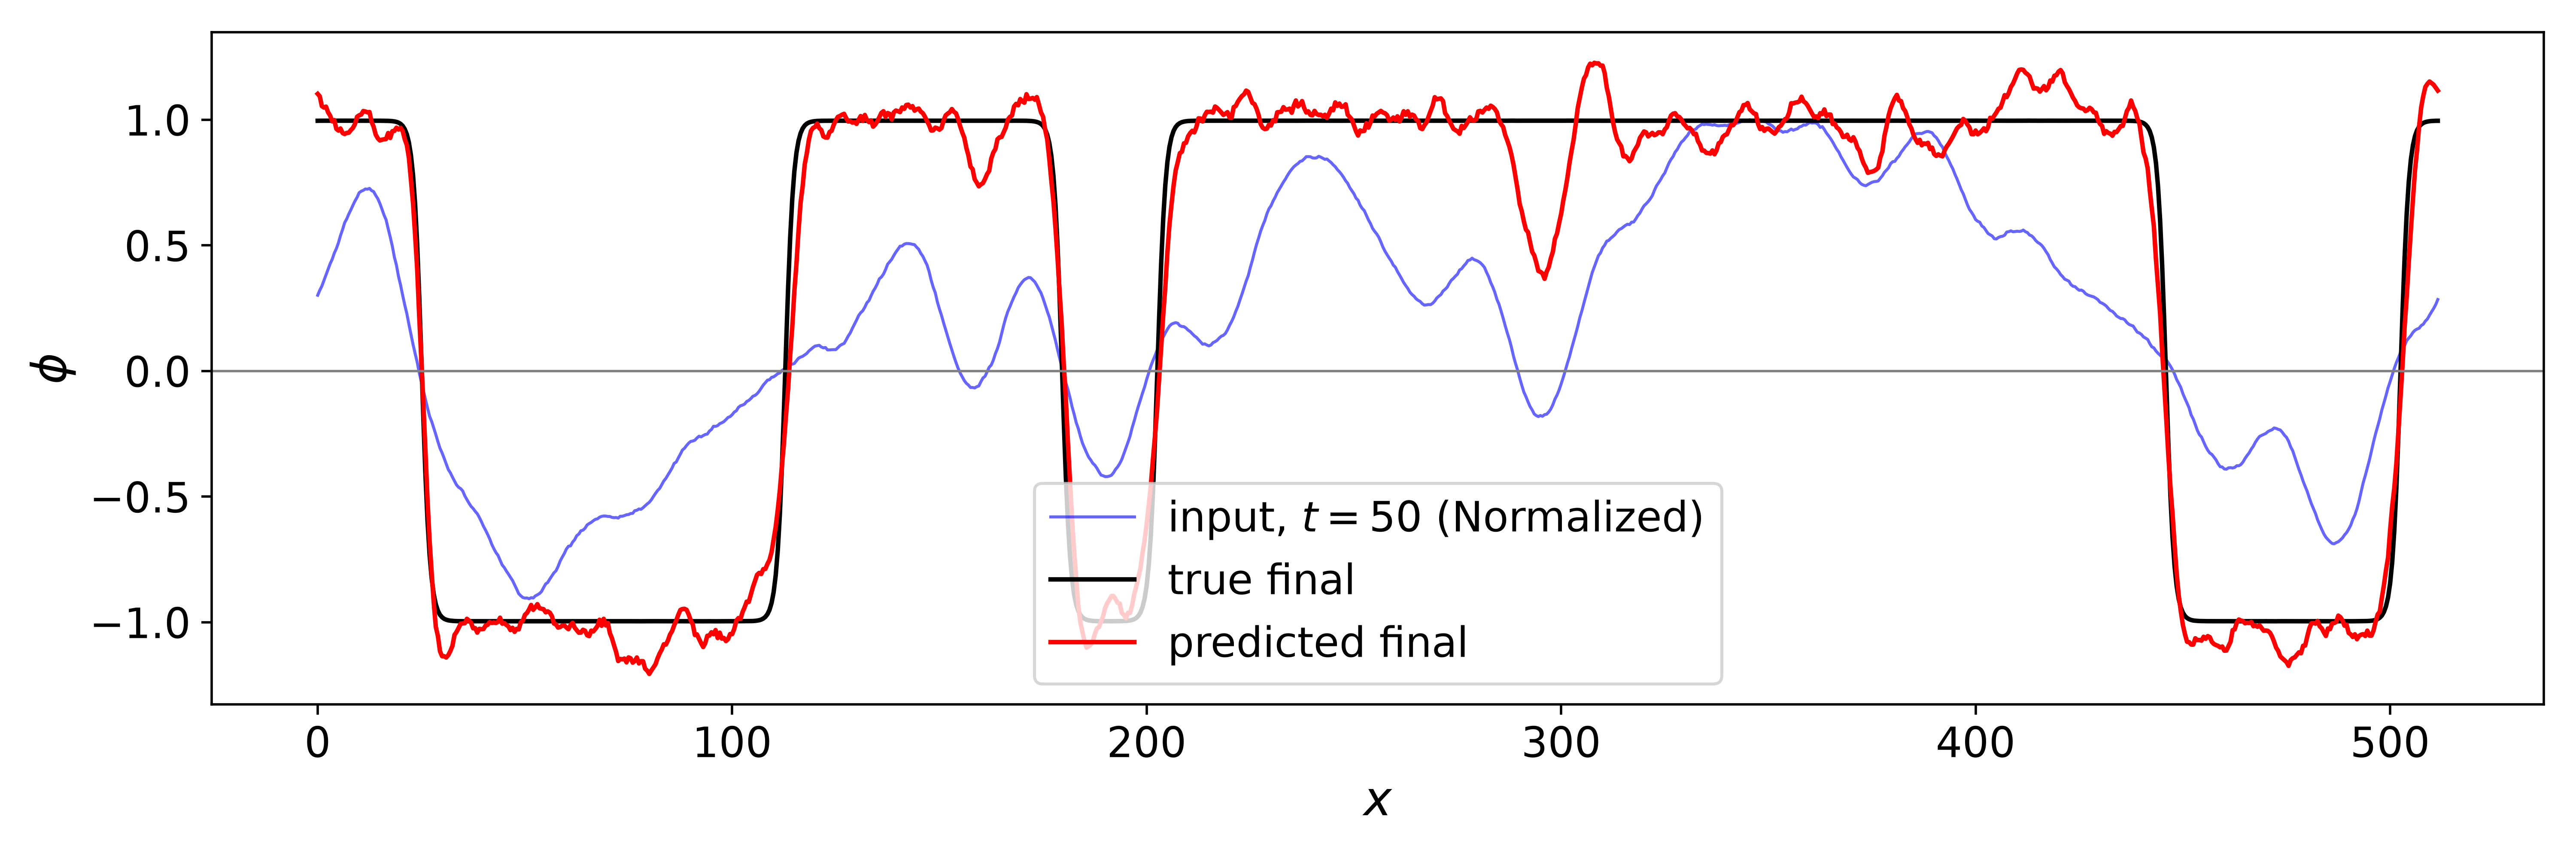 1.0
0.5
0.0
−0.5
−1.0
ϕ
input, t = 50 (Normalized)
true final
predicted final
0 100 200 300 400 500
x